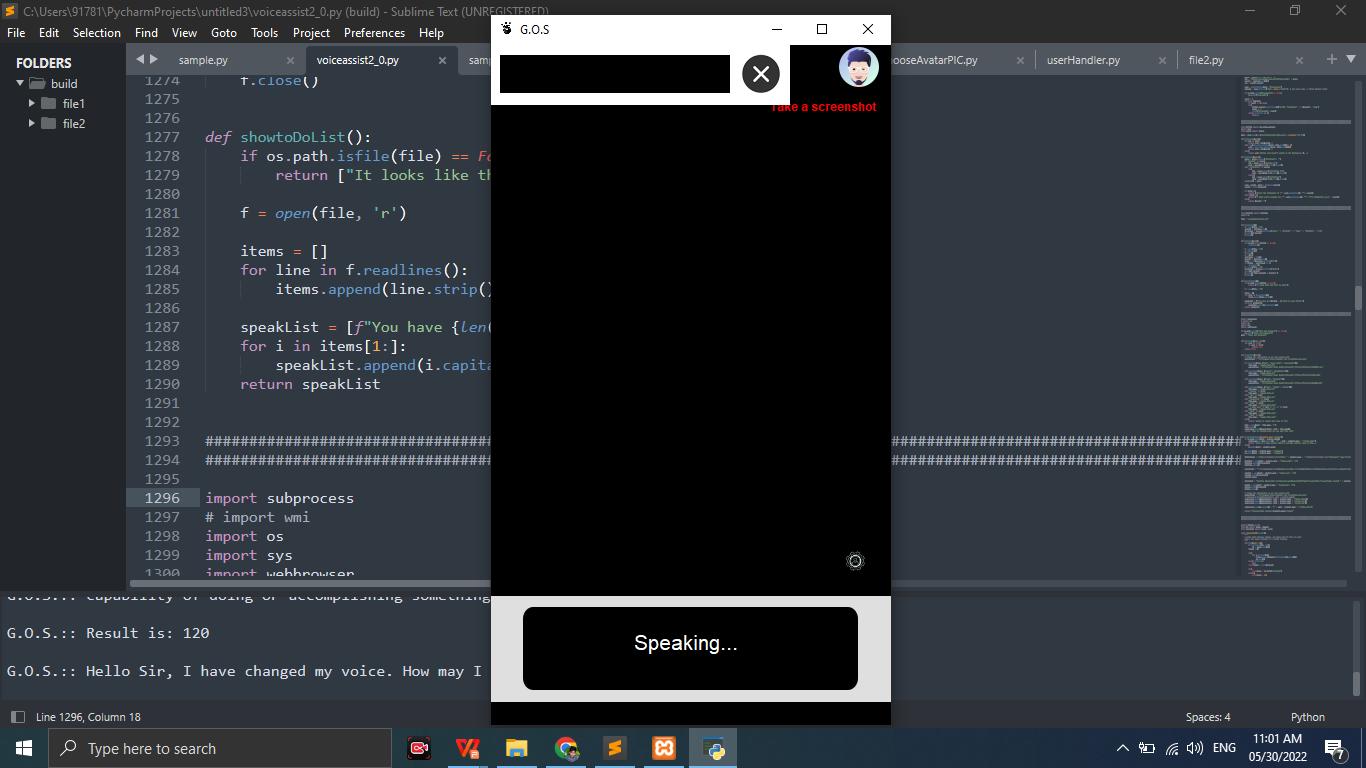 C:\Users\91781\PycharmProjects\untitled3\voiceassist2_0.py (build) - Sublime Text (UNREGISTERED)
File Edit Selection Find View Goto Tools Project Preferences Help
G.O.S
FOLDERS
build
file1
file2
sample.py
voiceassist2_0.py
sam
ooseAvatarPIC.py
userHandler.py
file2.py
Take a screenshot
1274 f.close()
1275
1276
1277 def showtoDoList():
1278 if os.path.isfile(file) == Fa
1279 return ["It looks like th
1280
1281 f = open(file, 'r')
1282
1283 items = []
1284 for line in f.readlines():
1285 items.append(line.strip()
1286
1287 speakList = [f"You have {len(
1288 for i in items[1:]:
1289 speakList.append(i.capita
1290 return speakList
1291
1292
1293
1294
1295
1296 import subprocess
1297 # import wmi
1298 import os
1299 import sys
1300 import webbrowser
Speaking...
G.O.S.:: Capability of doing or accomplishing something
G.O.S.:: Result is: 120
G.O.S.:: Hello Sir, I have changed my voice. How may I
Line 1296, Column 18
Spaces: 4
Python
Type here to search
ENG
11:01 AM
05/30/2022
7